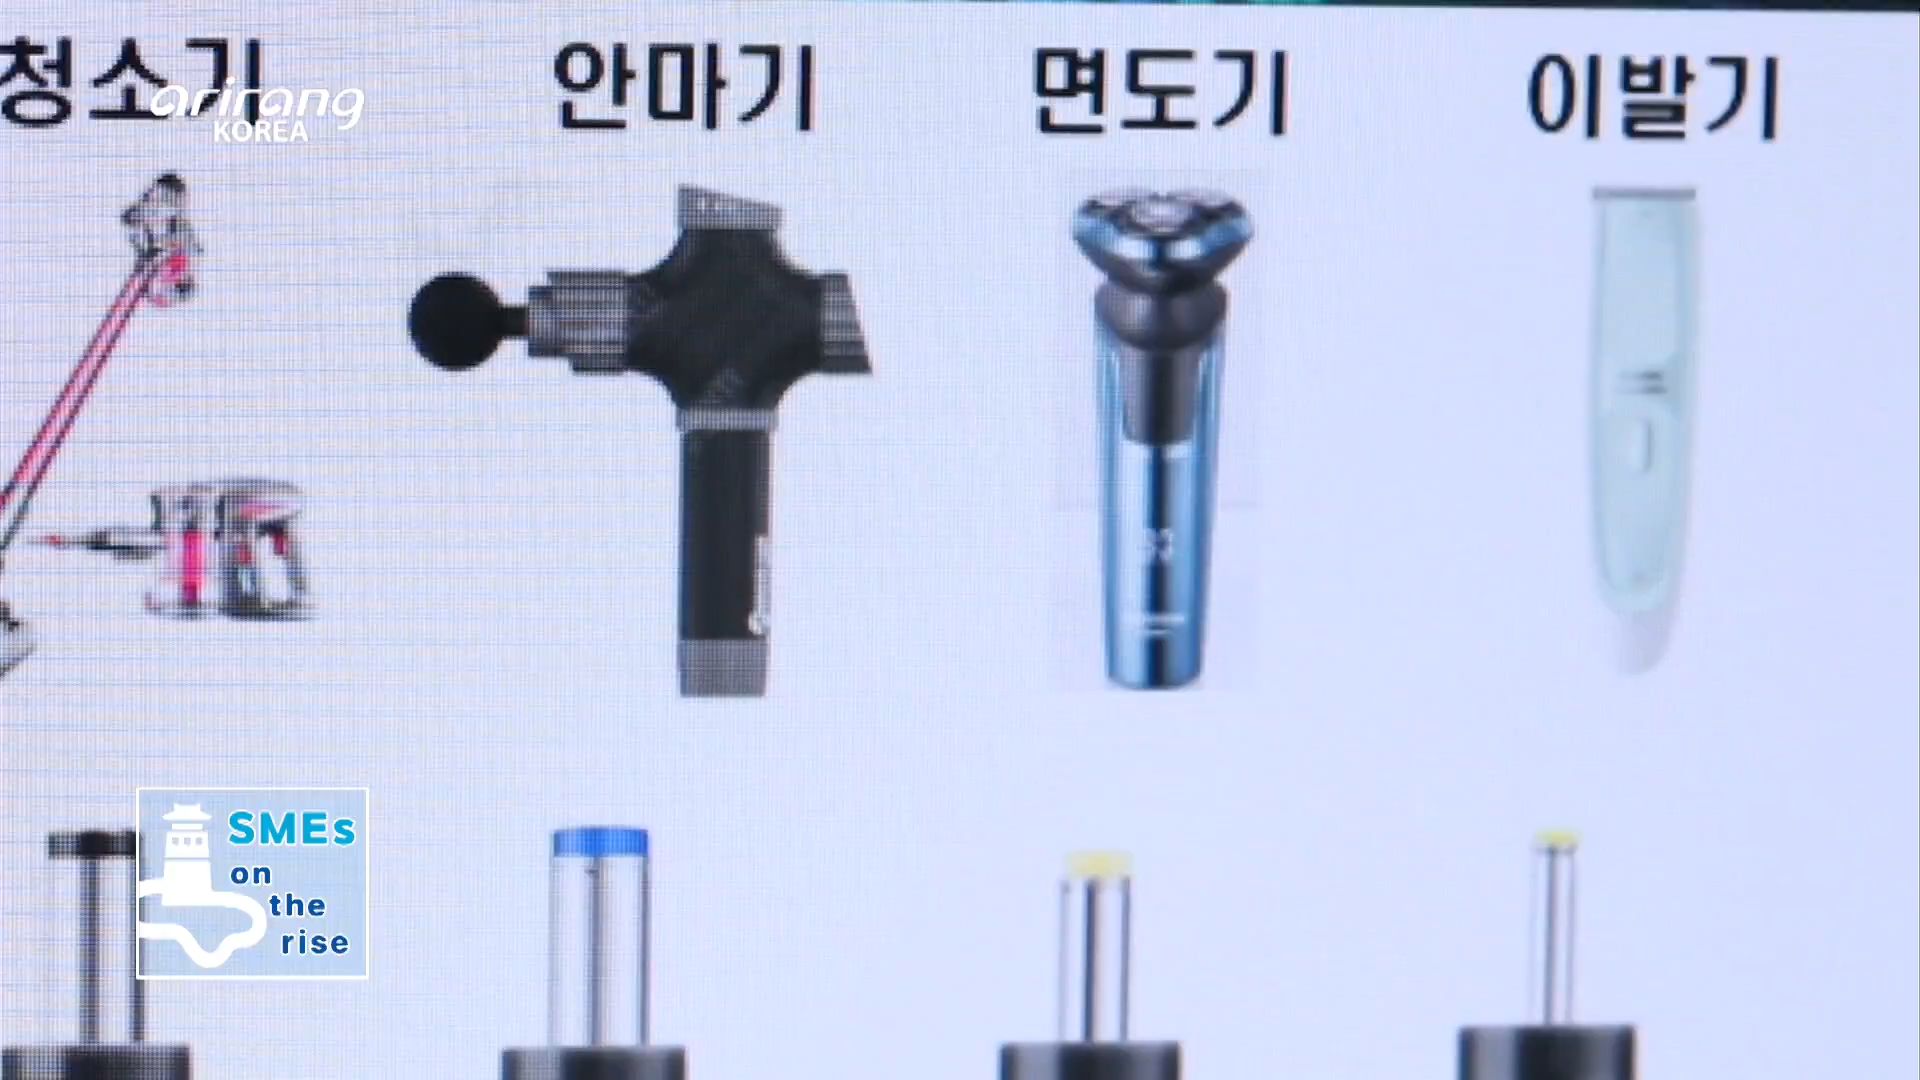 청소기
안마기
면도기
이발기
arirang
KOREA
SMEs
on
the
rise